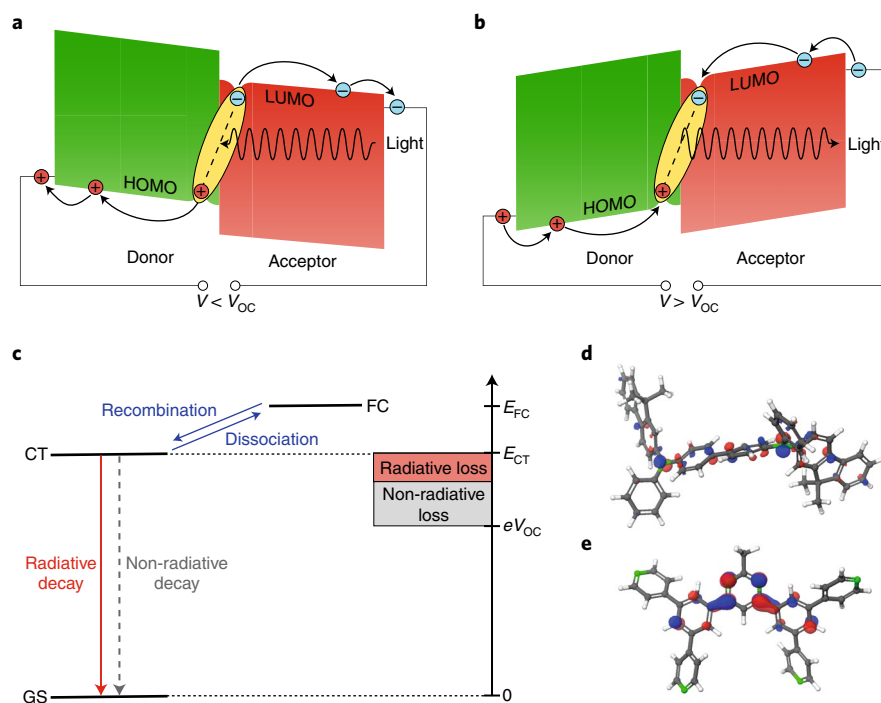 a
LUMO
Light
HOMO
Donor
Acceptor
V < VOC
b
LUMO
Light
HOMO
Donor
Acceptor
V > VOC
c
Recombination
FC
Dissociation
CT
EFC
ECT
Radiative loss
Non-radiative
loss
eVOC
Radiative
decay
Non-radiative
decay
GS
0
d
e